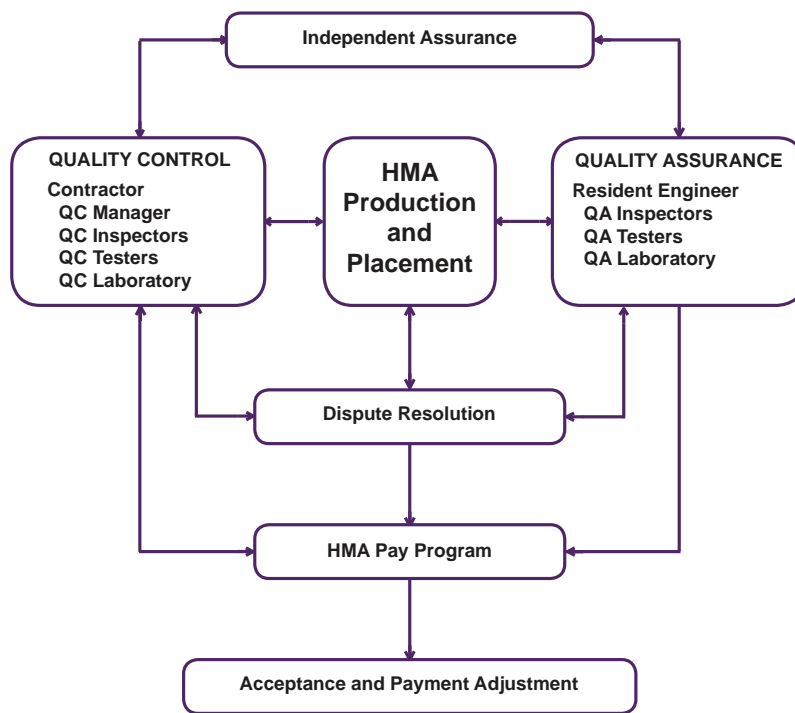 Independent Assurance
QUALITY CONTROL
Contractor
QC Manager
QC Inspectors
QC Testers
QC Laboratory
HMA
Production
and
Placement
QUALITY ASSURANCE
Resident Engineer
QA Inspectors
QA Testers
QA Laboratory
Dispute Resolution
HMA Pay Program
Acceptance and Payment Adjustment